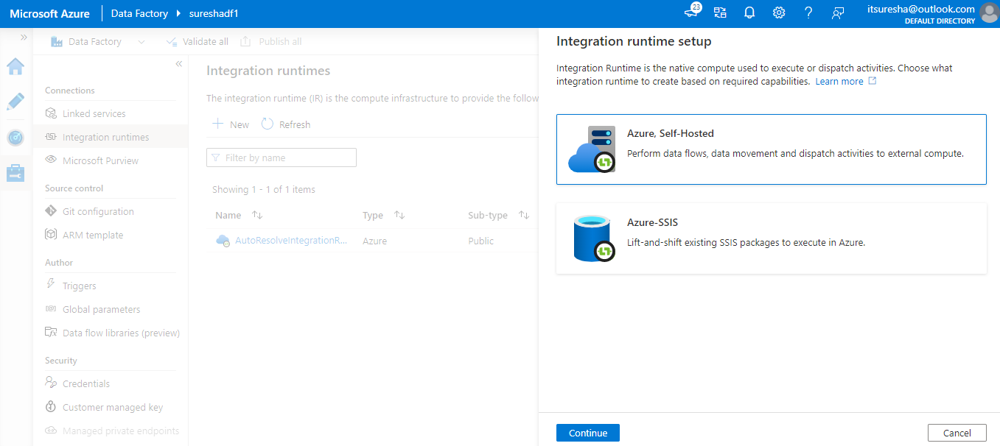 Microsoft Azure
Data Factory
sureshadf1
23
itsuresha@outlook.com
DEFAULT DIRECTORY
Data Factory
Validate all
Publish all
Connections
Linked services
Integration runtimes
Microsoft Purview
Source control
Git configuration
ARM template
Author
Triggers
Global parameters
Data flow libraries (preview)
Security
Credentials
Customer managed key
Managed private endpoints
Integration runtimes
The integration runtime (IR) is the compute infrastructure to provide the follow
New
Refresh
Filter by name
Showing 1 - 1 of 1 items
Name Type Sub-type
AutoResolveIntegrationR... Azure Public
Integration runtime setup
Integration Runtime is the native compute used to execute or dispatch activities. Choose what
integration runtime to create based on required capabilities. Learn more
Azure, Self-Hosted
Perform data flows, data movement and dispatch activities to external compute.
Azure-SSIS
Lift-and-shift existing SSIS packages to execute in Azure.
Continue
Cancel